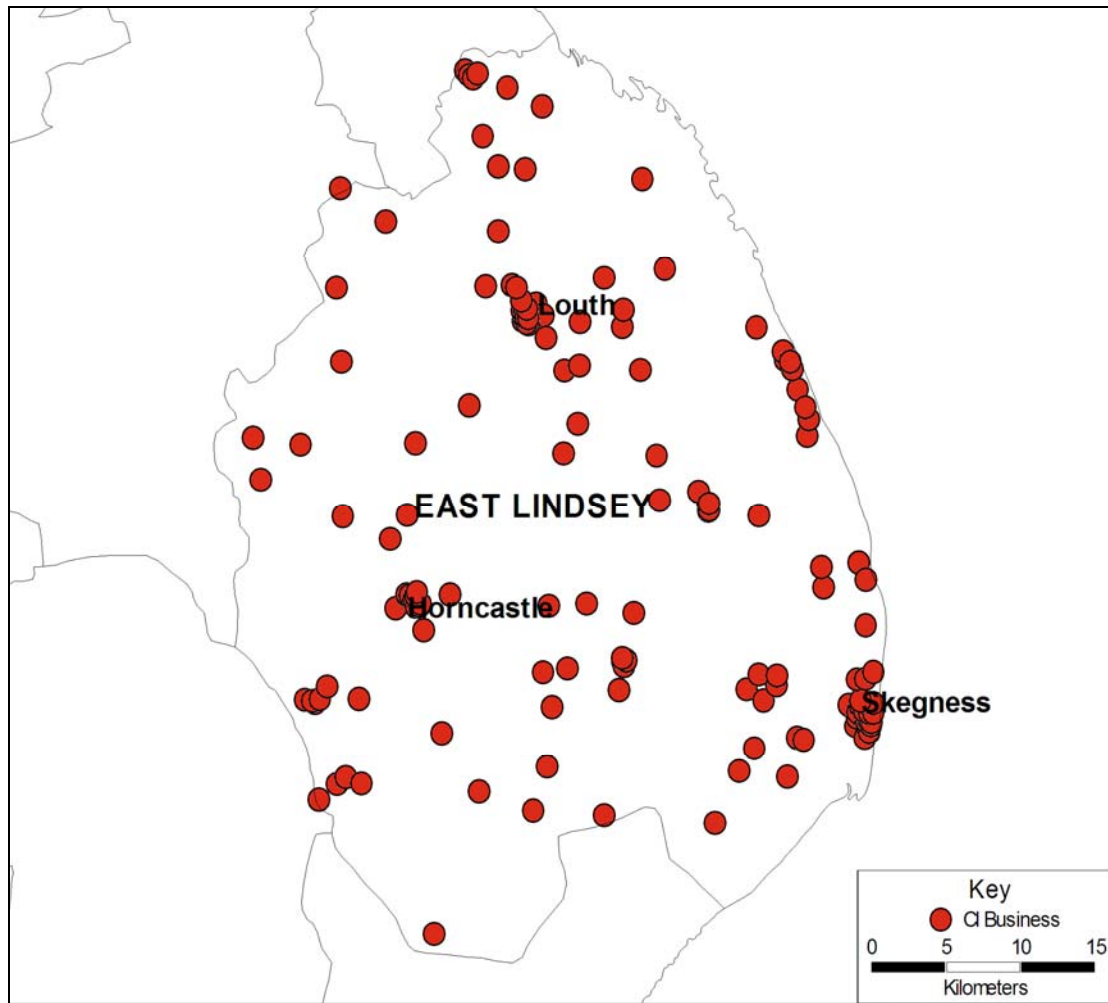 Louth
EAST LINDSEY
Horncastle
Skegness
Key
CI Business
0 5 10 15
Kilometers